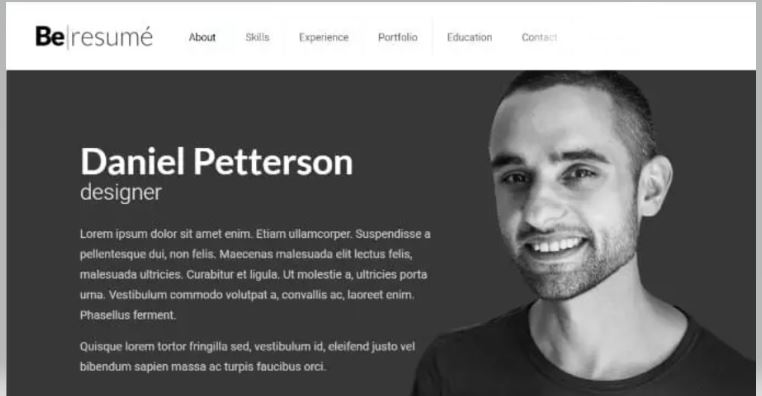 Be|resumé
About Skills Experience Portfolio Education Contact
Daniel Petterson
designer
Lorem ipsum dolor sit amet enim. Etiam ullamcorper. Suspendisse a
pellentesque dui, non felis. Maecenas malesuada elit lectus felis,
malesuada ultricies. Curabitur et ligula. Ut molestie a, ultricies porta
urna. Vestibulum commodo volutpat a, convallis ac, laoreet enim.
Phasellus ferment.
Quisque lorem tortor fringilla sed, vestibulum id, eleifend justo vel
bibendum sapien massa ac turpis faucibus orci.